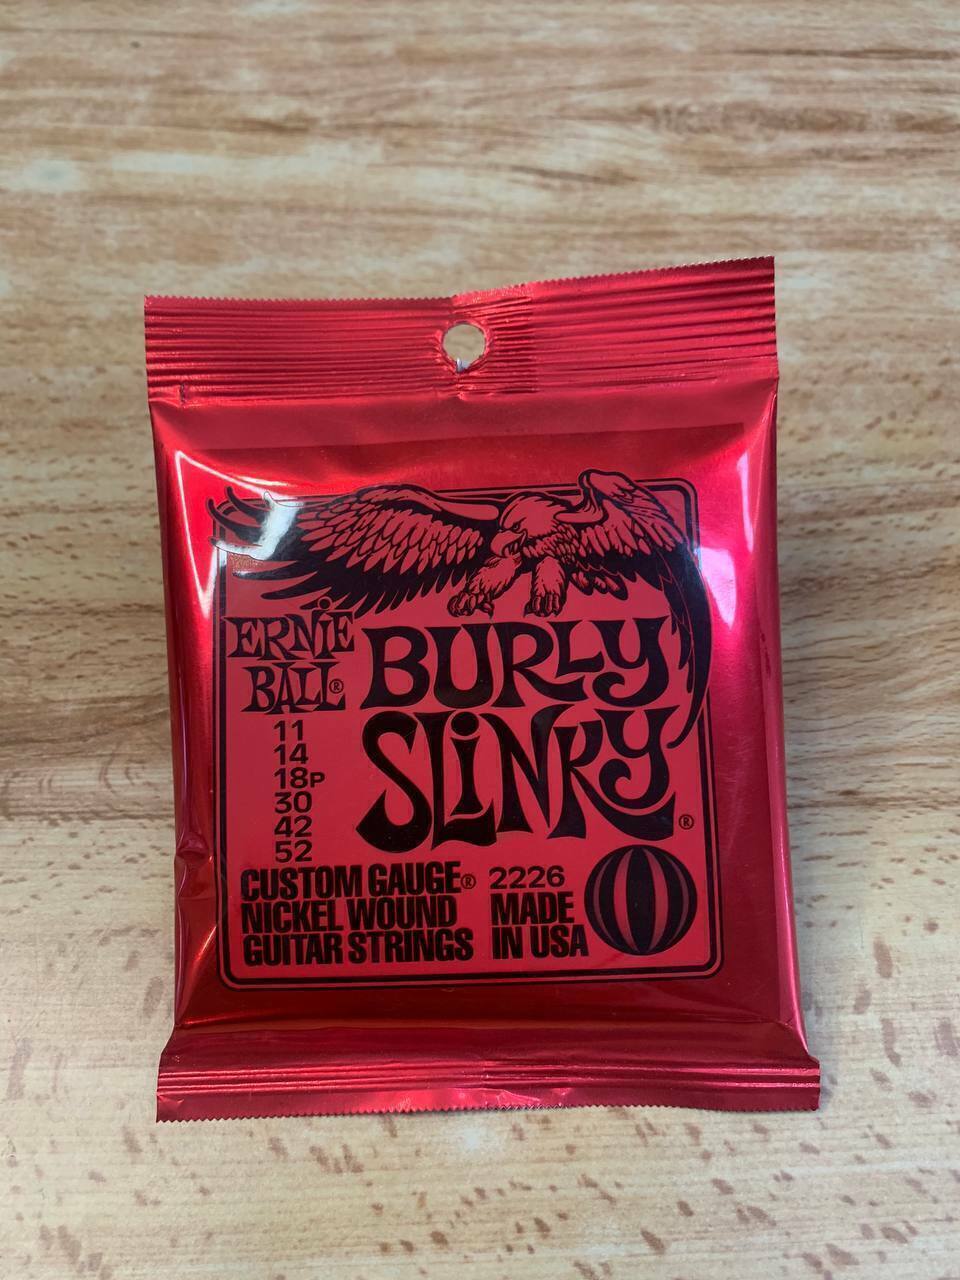 ERNiE
BALL®
BURLY
SLiNKY®
11
14
18P
30
42
52
CUSTOM GAUGE®
NICKEL WOUND
GUITAR STRINGS
2226
MADE
IN USA